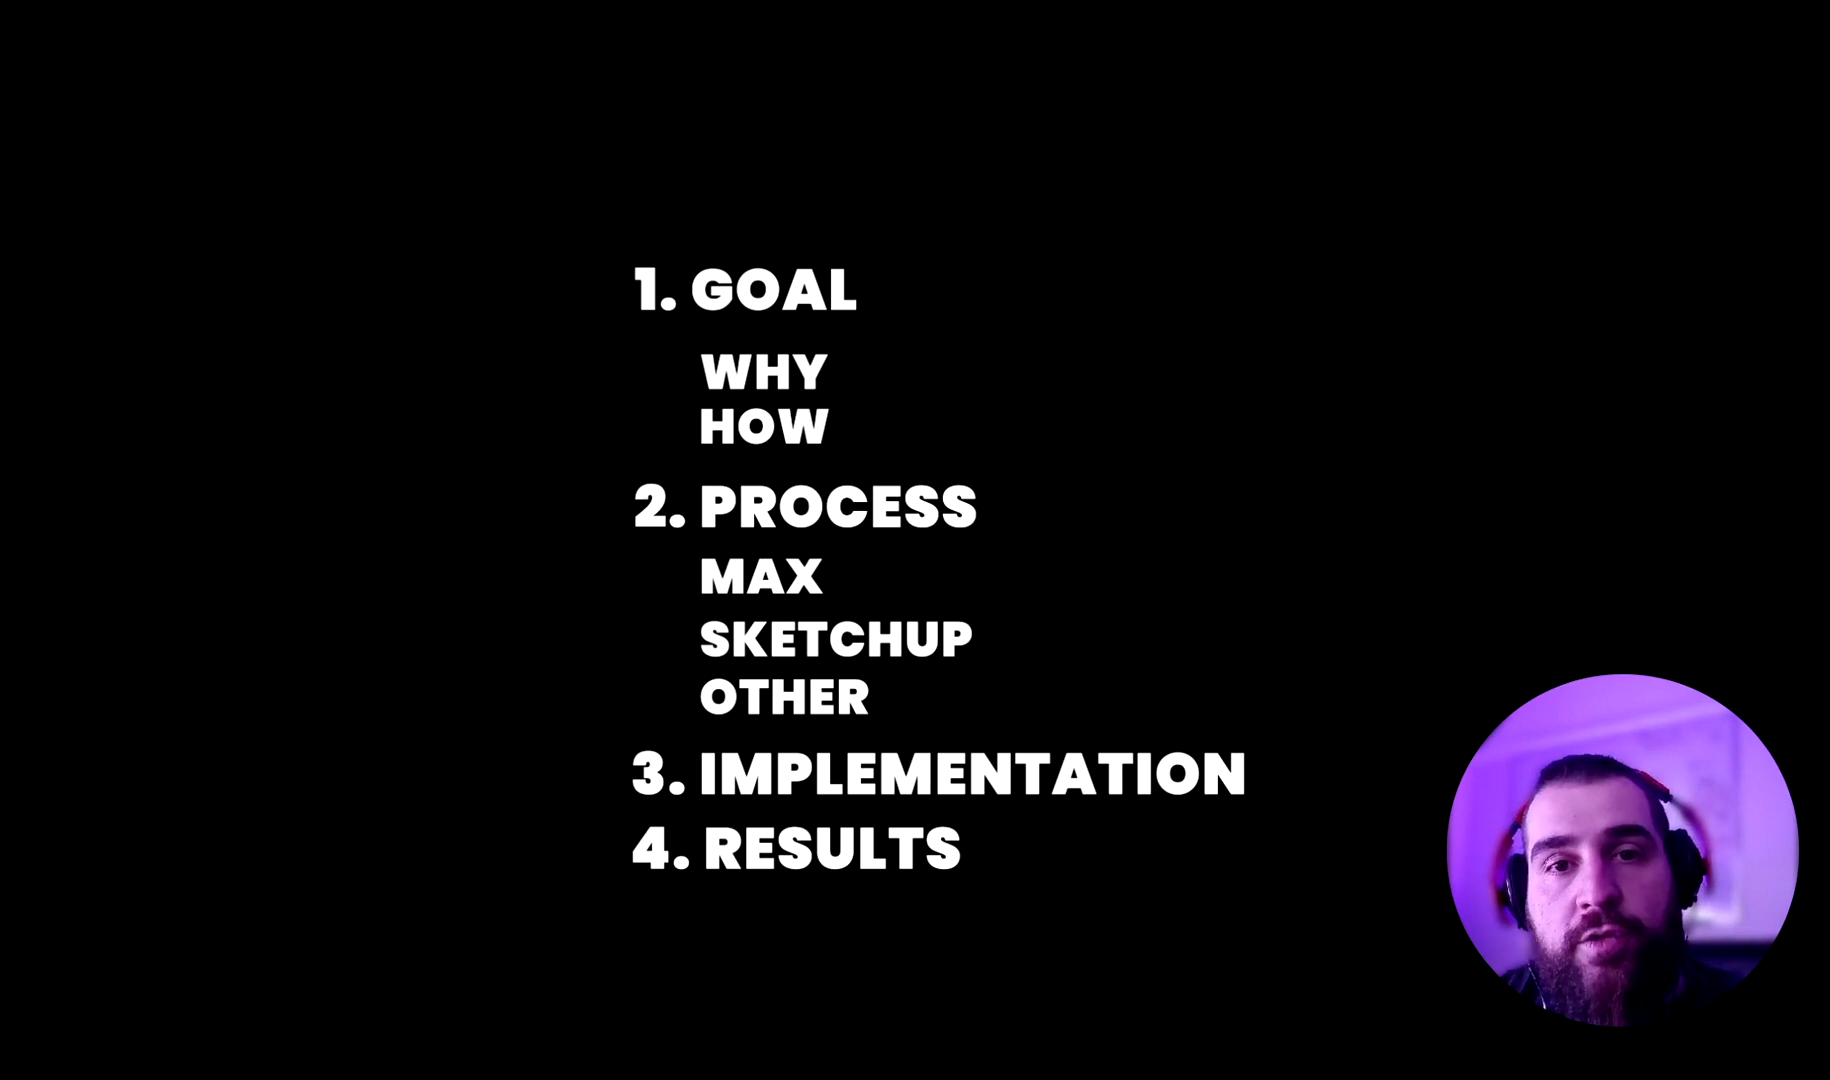 1. GOAL
WHY
HOW
2. PROCESS
MAX
SKETCHUP
OTHER
3. IMPLEMENTATION
4. RESULTS